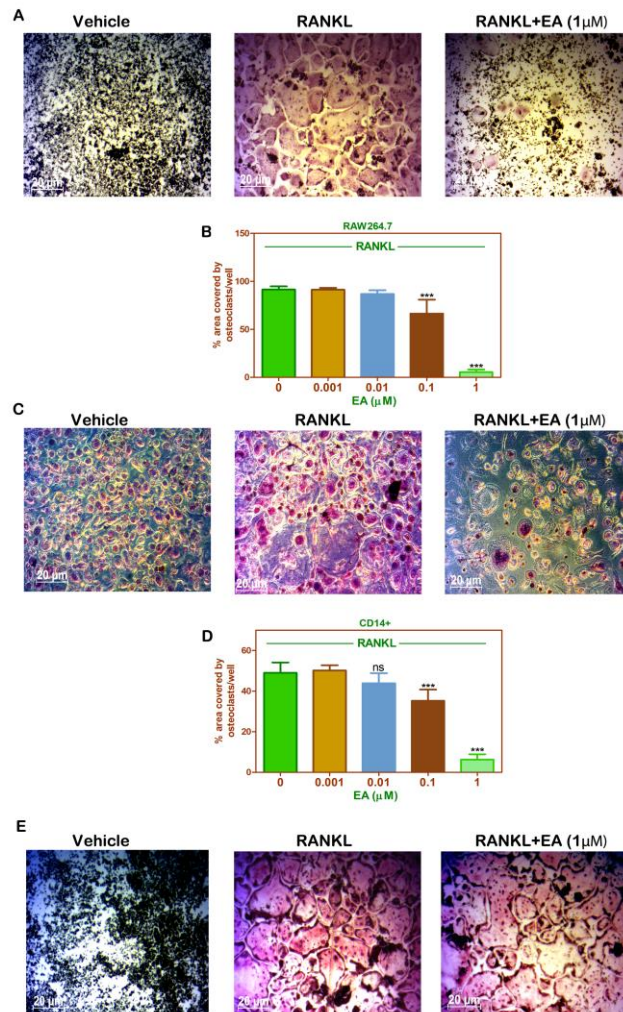 A
Vehicle
RANKL
RANKL+EA (1μM)
20 μm
20 μm
20 μm
B
RAW264.7
RANKL
% area covered by
osteoclasts/well
150
100
50
0
***
***
0
0.001
0.01
0.1
1
EA (μM)
C
Vehicle
RANKL
RANKL+EA (1μM)
20 μm
20 μm
20 μm
D
CD14+
RANKL
% area covered by
osteoclasts/well
60
40
20
0
ns
***
***
0
0.001
0.01
0.1
1
EA (μM)
E
Vehicle
RANKL
RANKL+EA (1μM)
20 μm
20 μm
20 μm